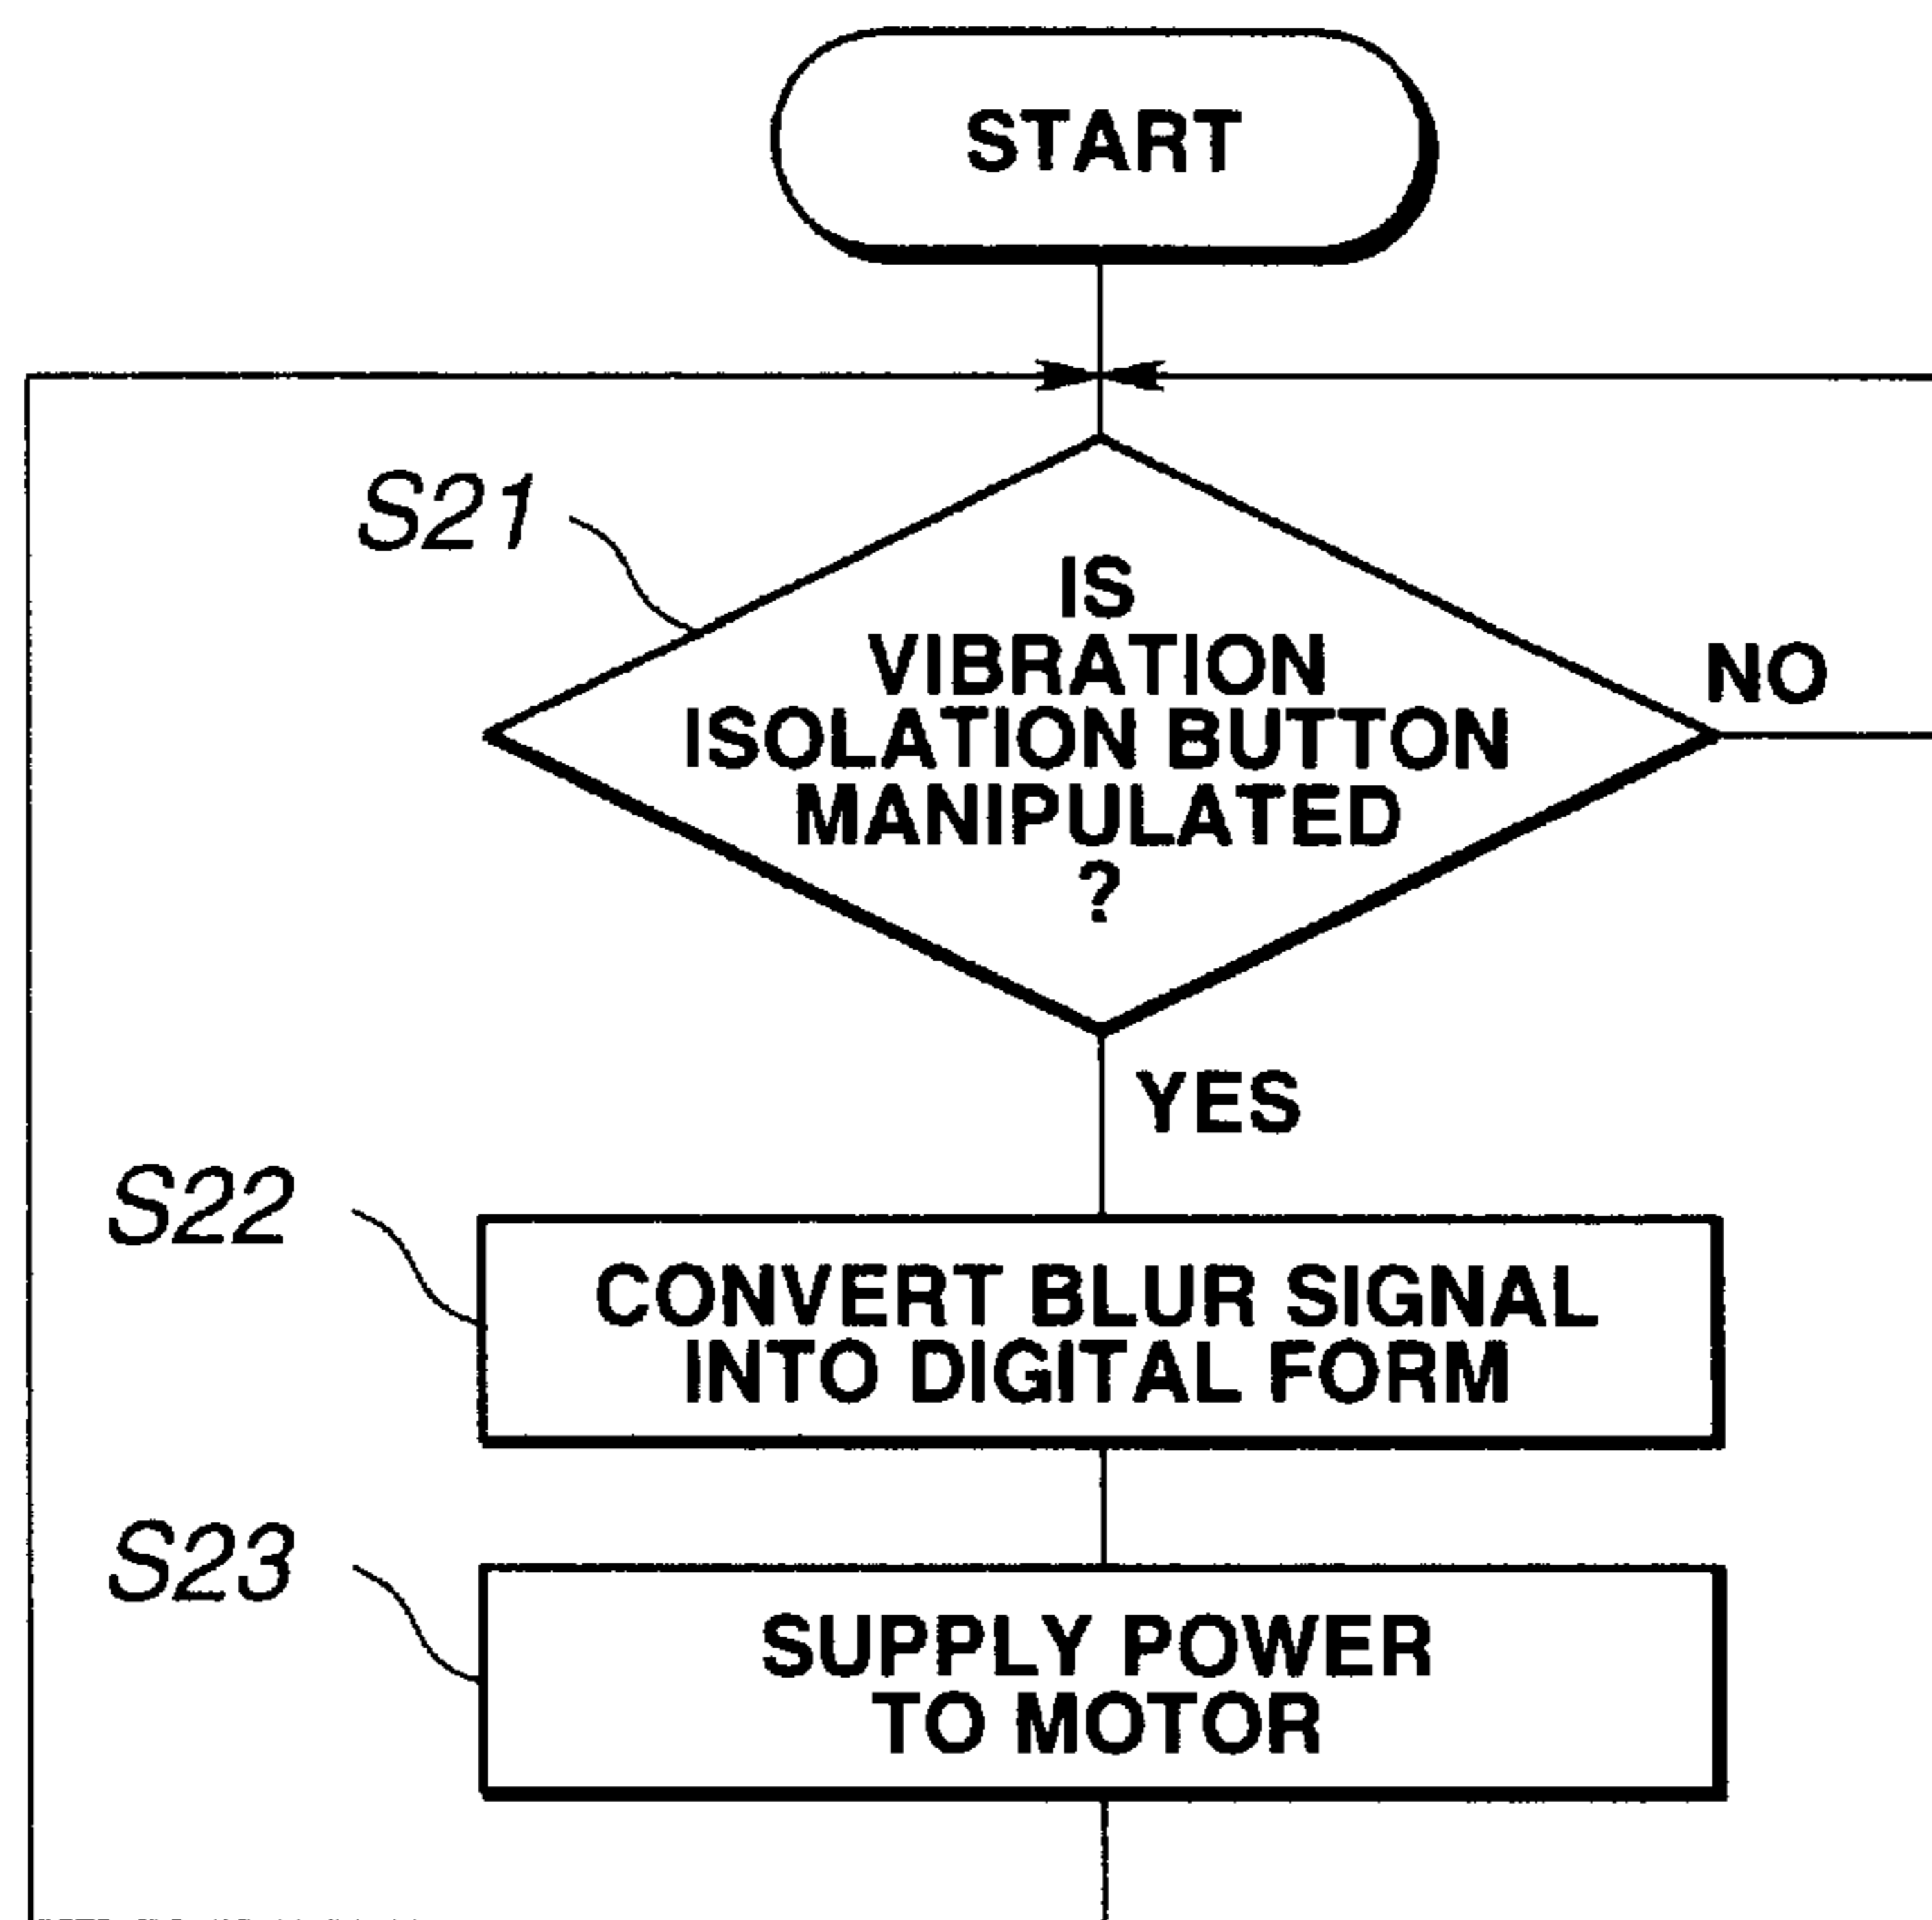 START
S21
IS
VIBRATION
ISOLATION BUTTON
MANIPULATED
?
NO
YES
S22
CONVERT BLUR SIGNAL
INTO DIGITAL FORM
S23
SUPPLY POWER
TO MOTOR